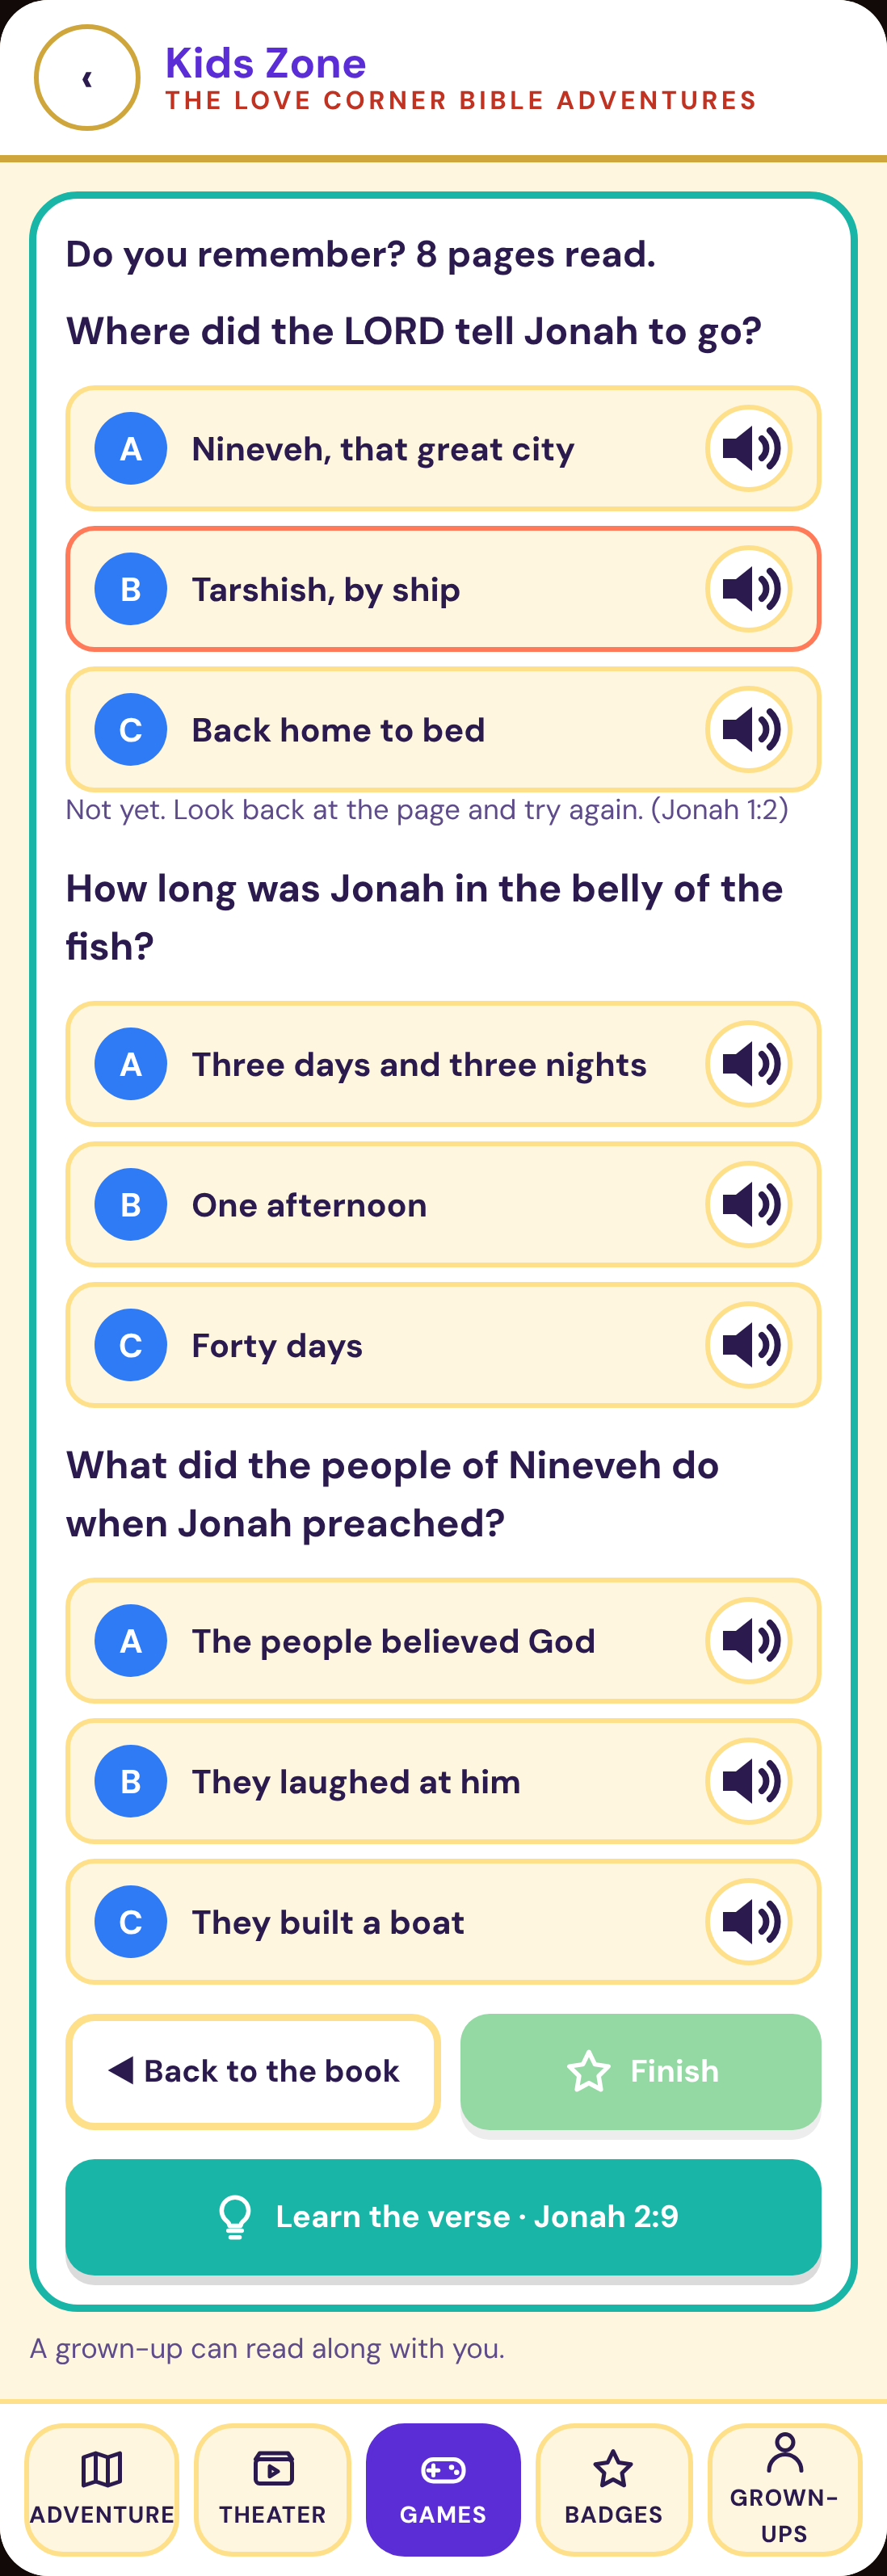 Kids Zone
THE LOVE CORNER BIBLE ADVENTURES
Do you remember? 8 pages read.
Where did the LORD tell Jonah to go?
A Nineveh, that great city
B Tarshish, by ship
C Back home to bed
Not yet. Look back at the page and try again. (Jonah 1:2)
How long was Jonah in the belly of the
fish?
A Three days and three nights
B One afternoon
C Forty days
What did the people of Nineveh do
when Jonah preached?
A The people believed God
B They laughed at him
C They built a boat
Back to the book
Finish
Learn the verse · Jonah 2:9
A grown-up can read along with you.
ADVENTURE
THEATER
GAMES
BADGES
GROWN-
UPS